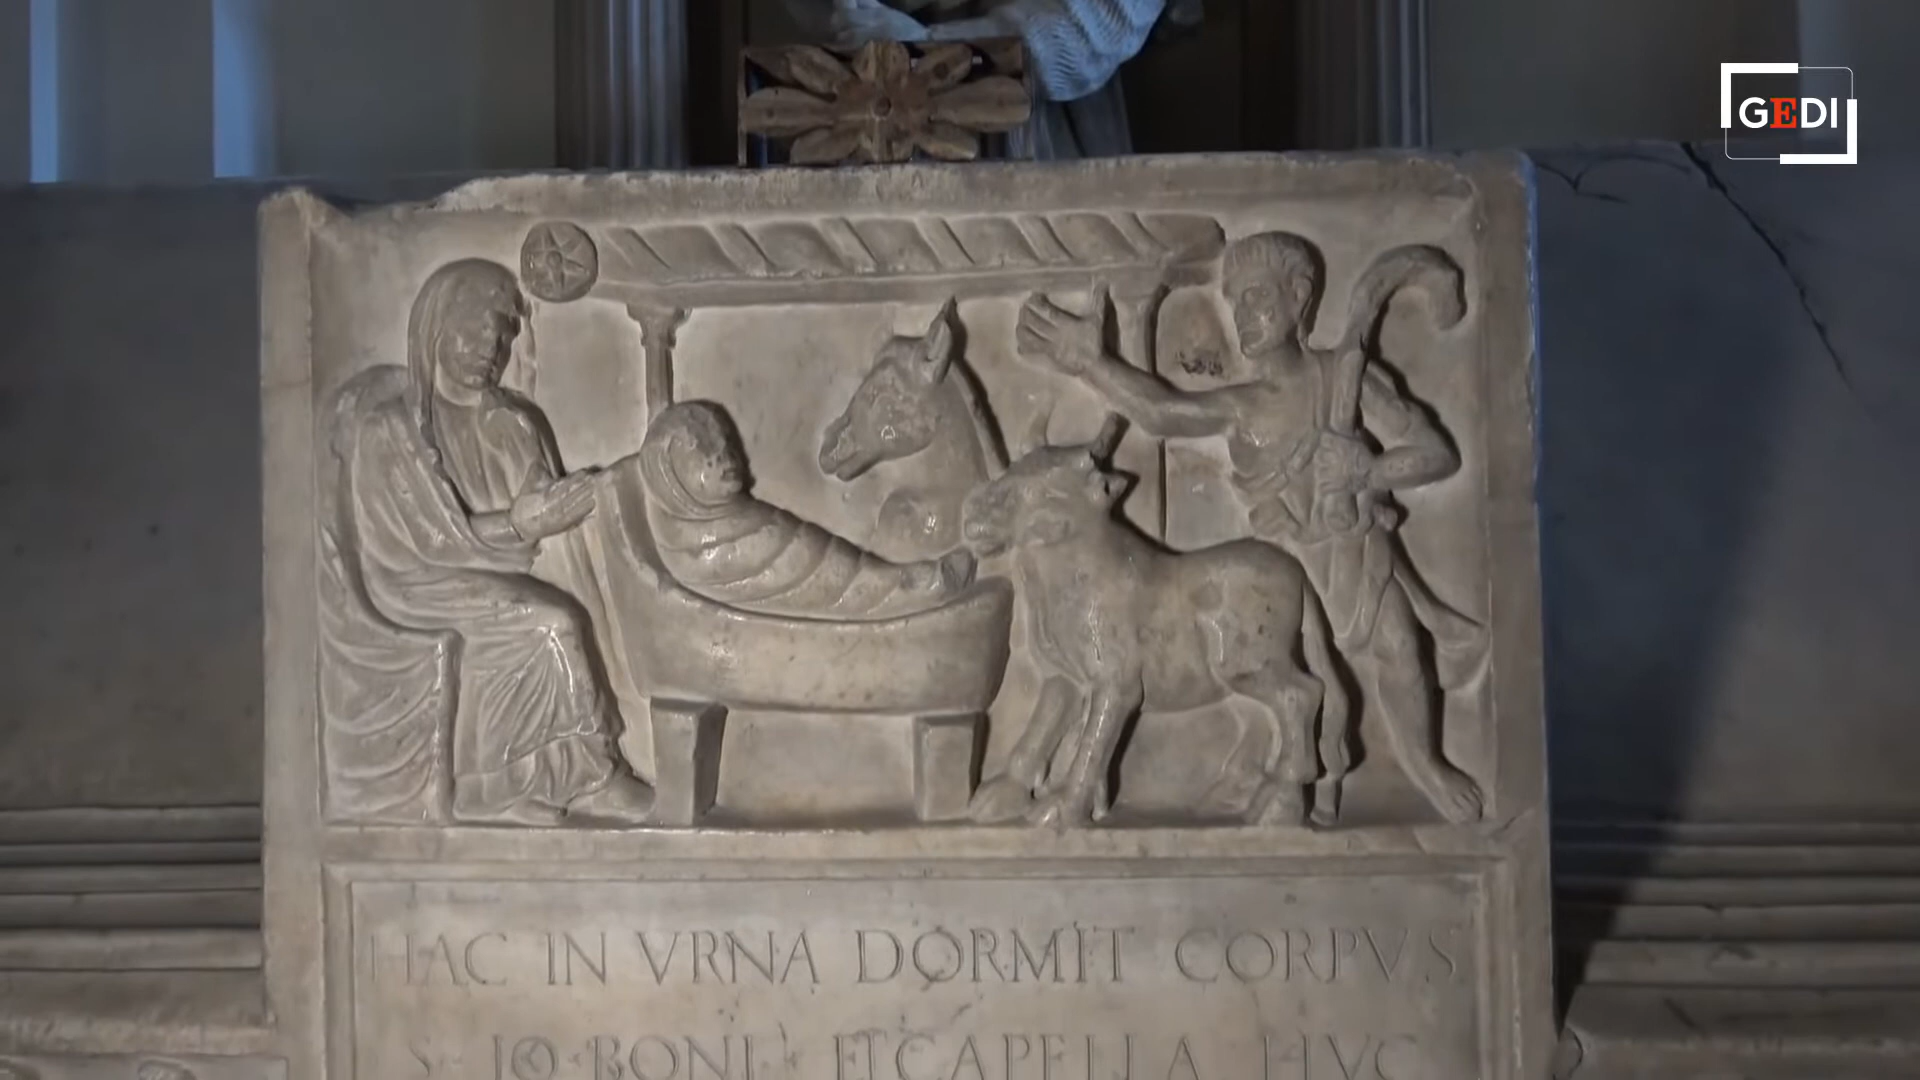 GEDI
HAC IN VRNA DORMIT CORPVS
S IO BONI ET CAPELLA HVC